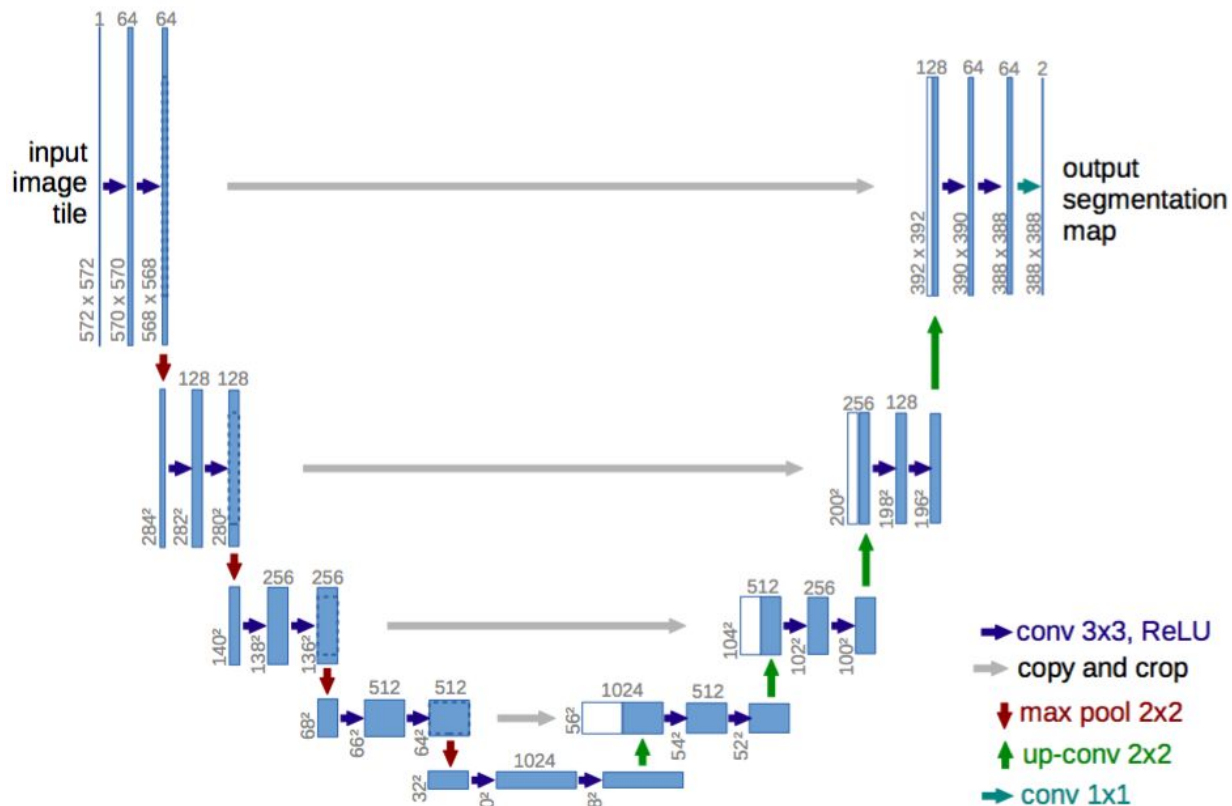 1 64 64
128 64 64 2
input
image
tile
output
segmentation
map
572 x 572
570 x 570
568 x 568
392 x 392
390 x 390
388 x 388
388 x 388
128 128
256 128
284²
282²
280²
200²
198²
196²
256 256
512 256
140²
138²
136²
104²
102²
100²
512 512
1024 512
68²
66²
64²
56²
54²
52²
1024
32²
conv 3x3, ReLU
copy and crop
max pool 2x2
up-conv 2x2
conv 1x1